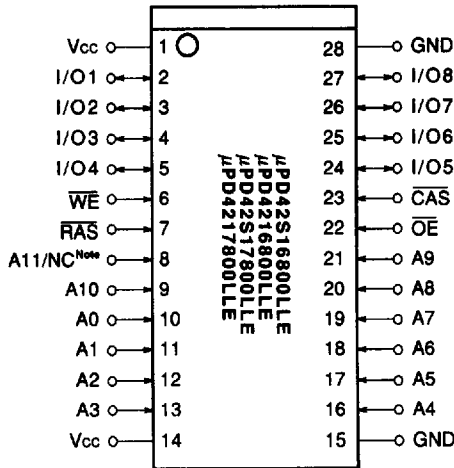 Vcc 1 28 GND
I/O1 2 27 I/O8
I/O2 3 26 I/O7
I/O3 4 25 I/O6
I/O4 5 24 I/O5
WE 6 23 CAS
RAS 7 22 OE
A11/NC Note 8 21 A9
A10 9 20 A8
A0 10 19 A7
A1 11 18 A6
A2 12 17 A5
A3 13 16 A4
Vcc 14 15 GND
μPD42S16800LLE
μPD4216800LLE
μPD42S17800LLE
μPD4217800LLE